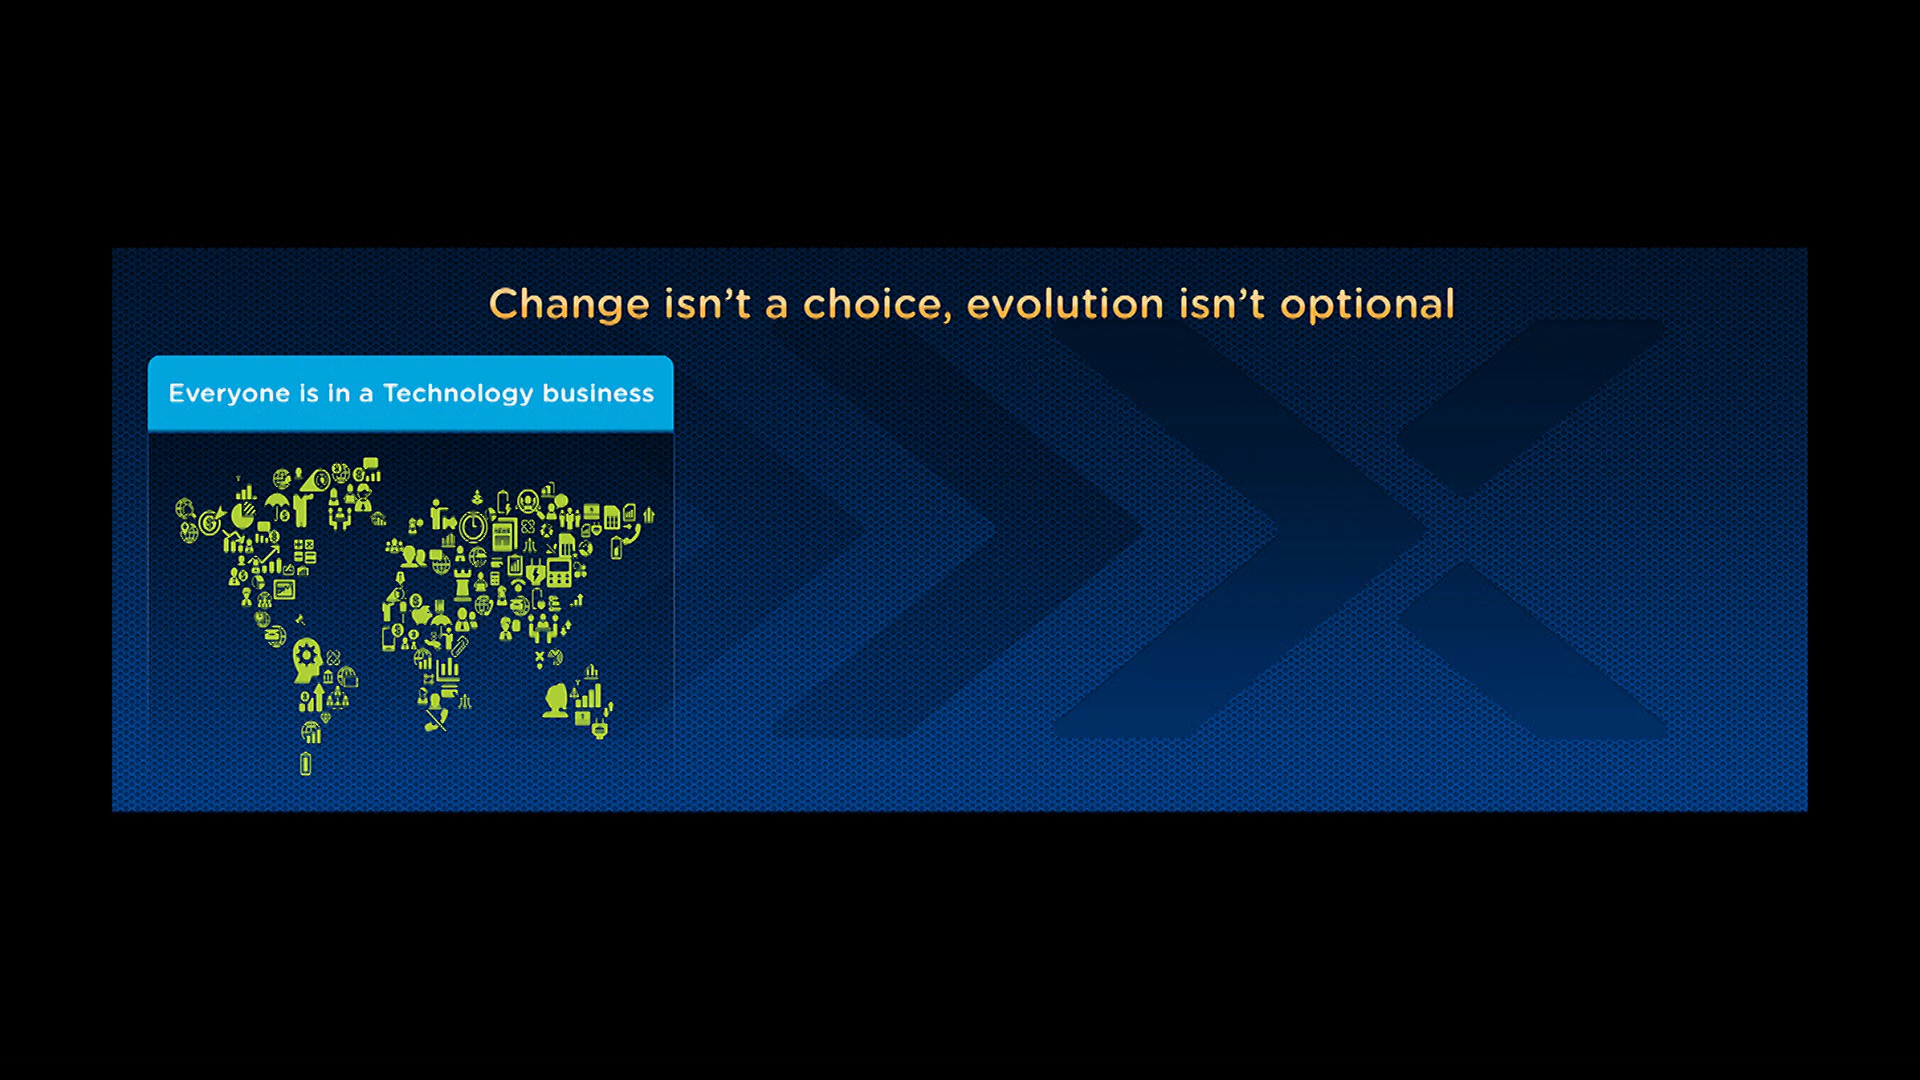 Change isn't a choice, evolution isn't optional
Everyone is in a Technology business